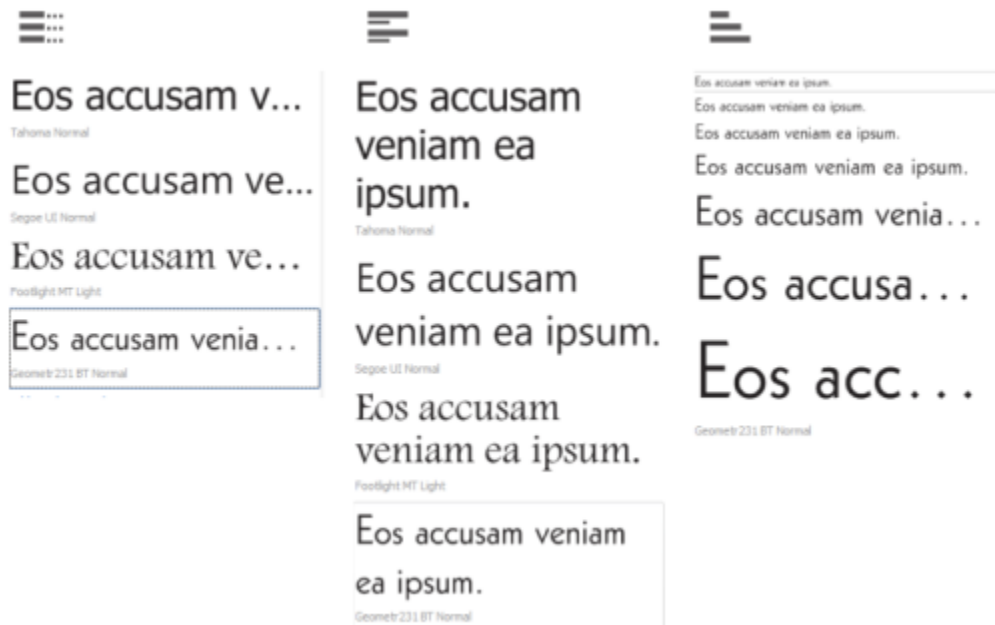 Eos accusam v...
Tahoma Normal
Eos accusam ve...
Segoe UI Normal
Eos accusam ve...
Footlight MT Light
Eos accusam venia...
Geometr231 BT Normal
Eos accusam
veniam ea
ipsum.
Tahoma Normal
Eos accusam
veniam ea ipsum.
Segoe UI Normal
Eos accusam
veniam ea ipsum.
Footlight MT Light
Eos accusam veniam
ea ipsum.
Geometr231 BT Normal
Eos accusam veniam ea ipsum.
Eos accusam veniam ea ipsum.
Eos accusam veniam ea ipsum.
Eos accusam veniam ea ipsum.
Eos accusam venia...
Eos accusa...
Eos acc...
Geometr231 BT Normal